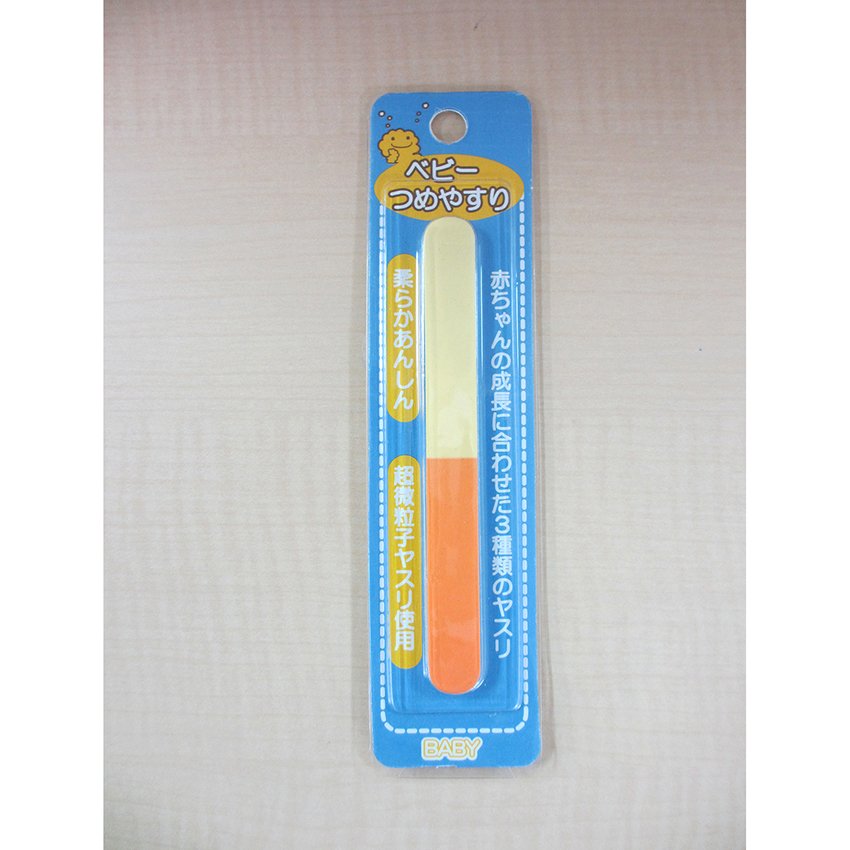 ベビー
つめやすり
赤ちゃんの成長に合わせた3種類のヤスリ
柔らかあんしん
超微粒子ヤスリ使用
BABY